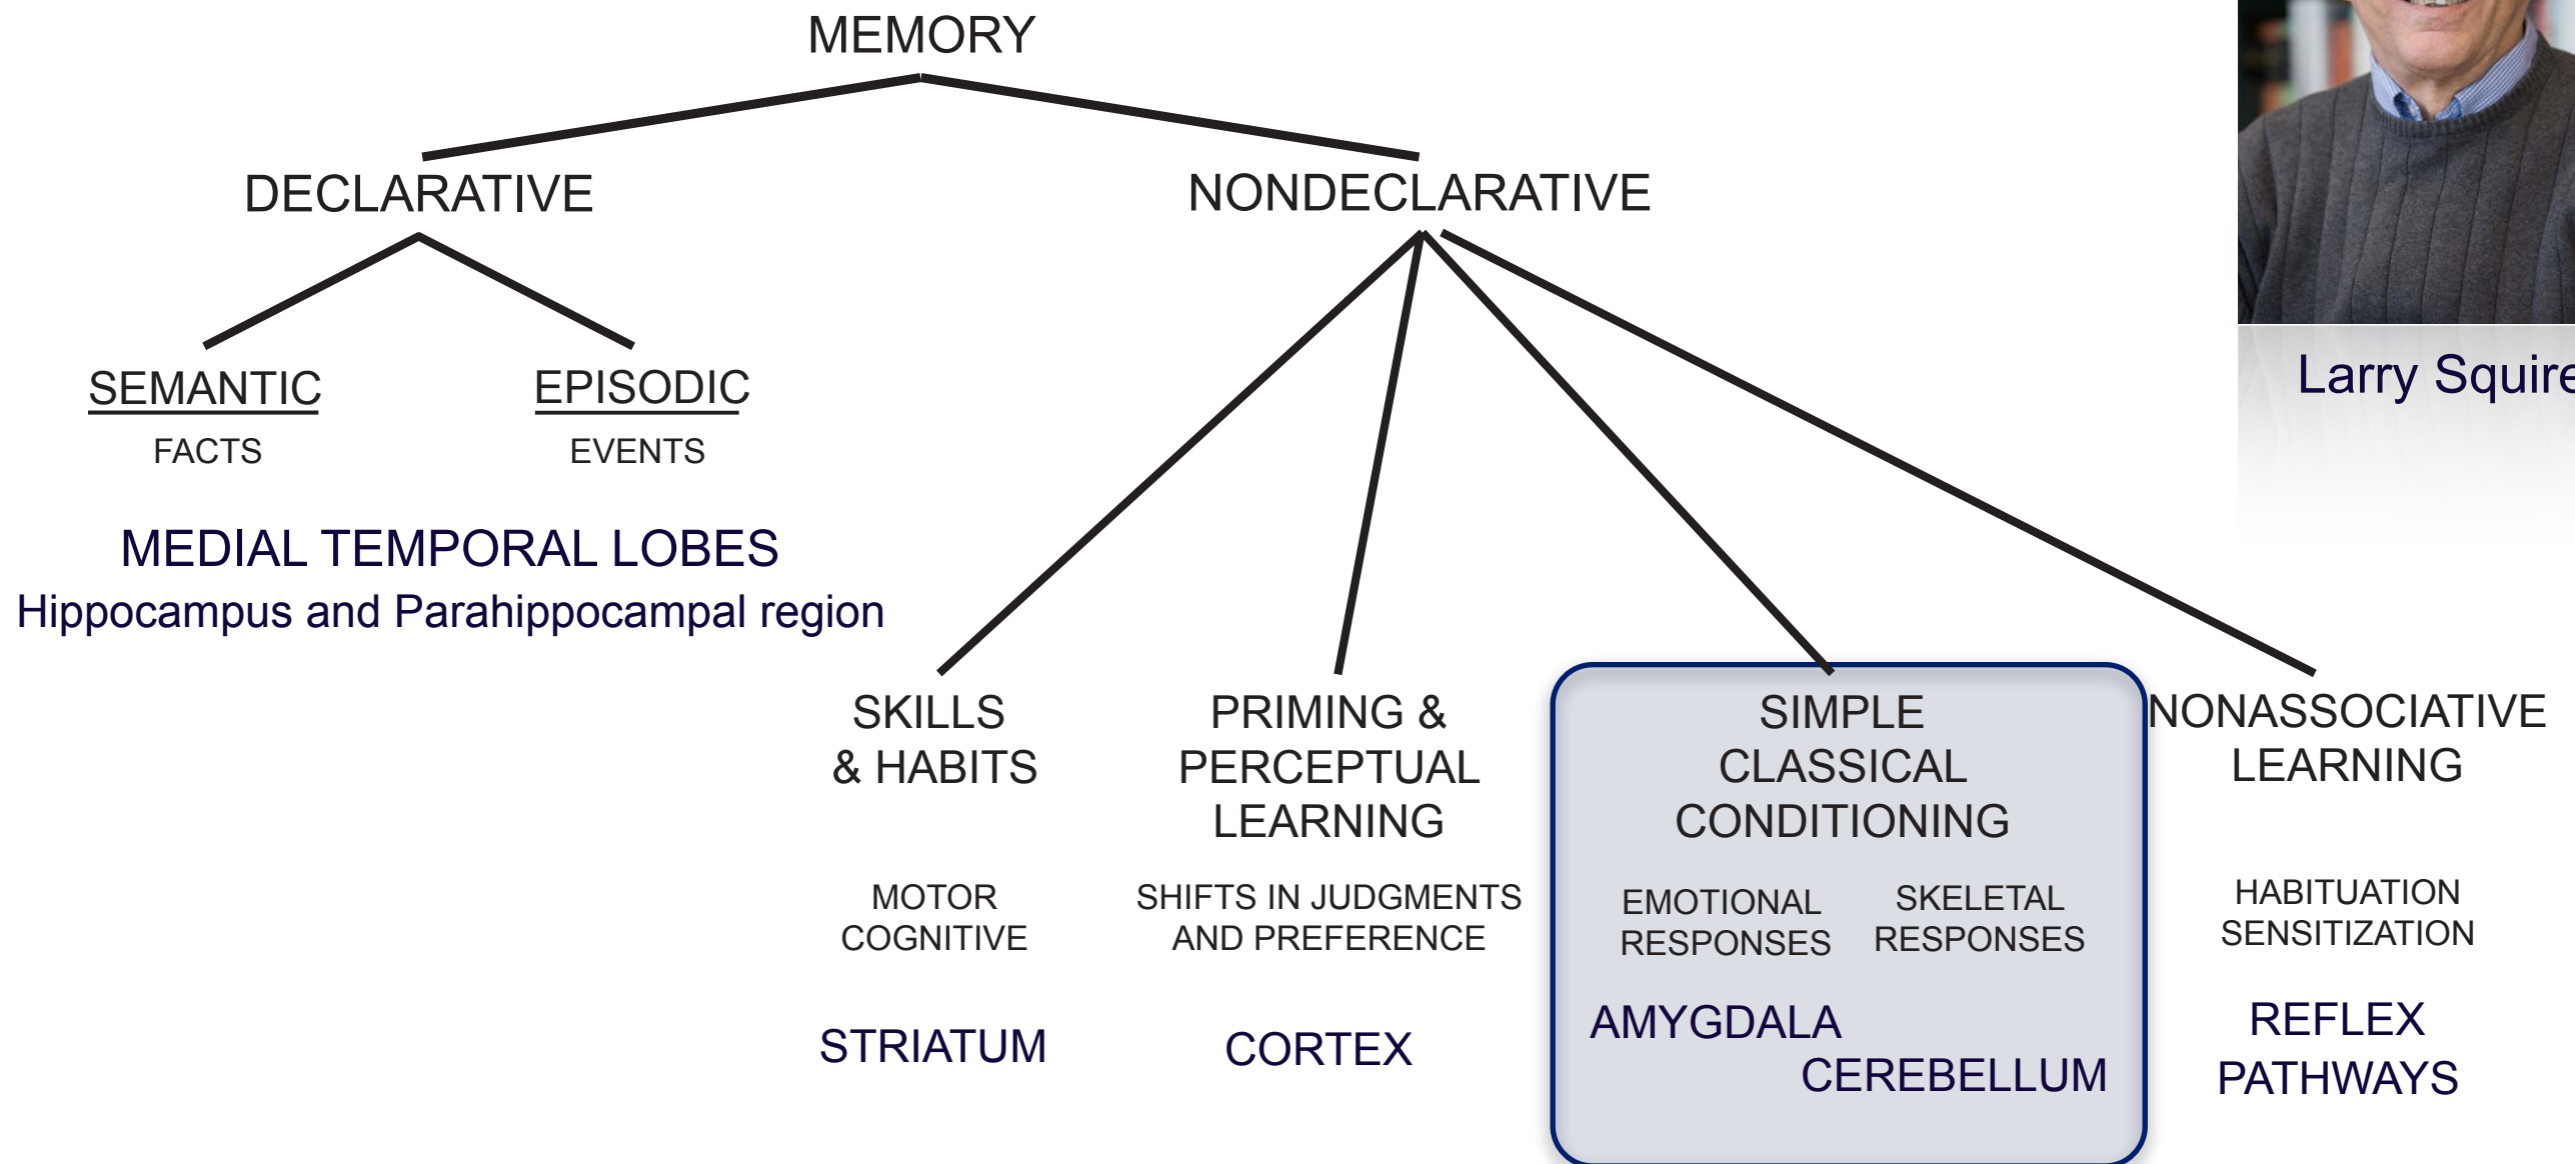 MEMORY
DECLARATIVE
NONDECLARATIVE
SEMANTIC
EPISODIC
FACTS
EVENTS
Larry Squire
MEDIAL TEMPORAL LOBES
Hippocampus and Parahippocampal region
SKILLS
& HABITS
MOTOR
COGNITIVE
STRIATUM
PRIMING &
PERCEPTUAL
LEARNING
SHIFTS IN JUDGMENTS
AND PREFERENCE
CORTEX
SIMPLE
CLASSICAL
CONDITIONING
EMOTIONAL
RESPONSES
SKELETAL
RESPONSES
AMYGDALA
CEREBELLUM
NONASSOCIATIVE
LEARNING
HABITUATION
SENSITIZATION
REFLEX
PATHWAYS